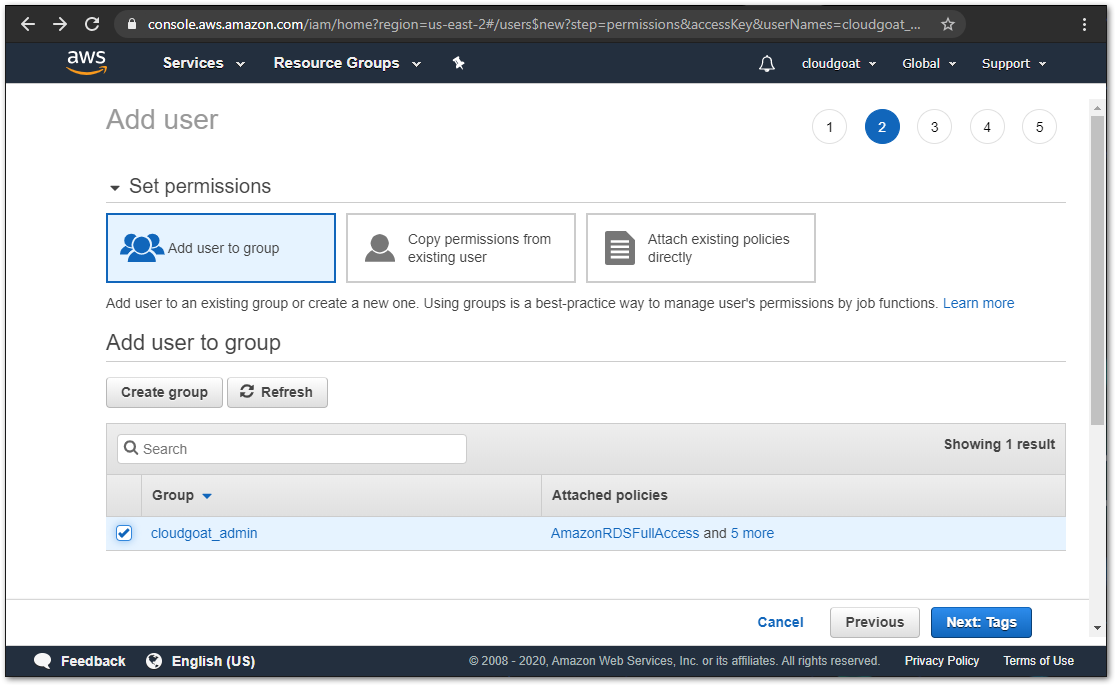 console.aws.amazon.com/iam/home?region=us-east-2#/users$new?step=permissions&accessKey&userNames=cloudgoat_...
aws
Services
Resource Groups
cloudgoat
Global
Support
Add user
1
2
3
4
5
Set permissions
Add user to group
Copy permissions from
existing user
Attach existing policies
directly
Add user to an existing group or create a new one. Using groups is a best-practice way to manage user's permissions by job functions. Learn more
Add user to group
Create group
Refresh
Search
Showing 1 result
Group
Attached policies
cloudgoat_admin
AmazonRDSFullAccess and 5 more
Cancel
Previous
Next: Tags
Feedback
English (US)
© 2008 - 2020, Amazon Web Services, Inc. or its affiliates. All rights reserved.
Privacy Policy
Terms of Use